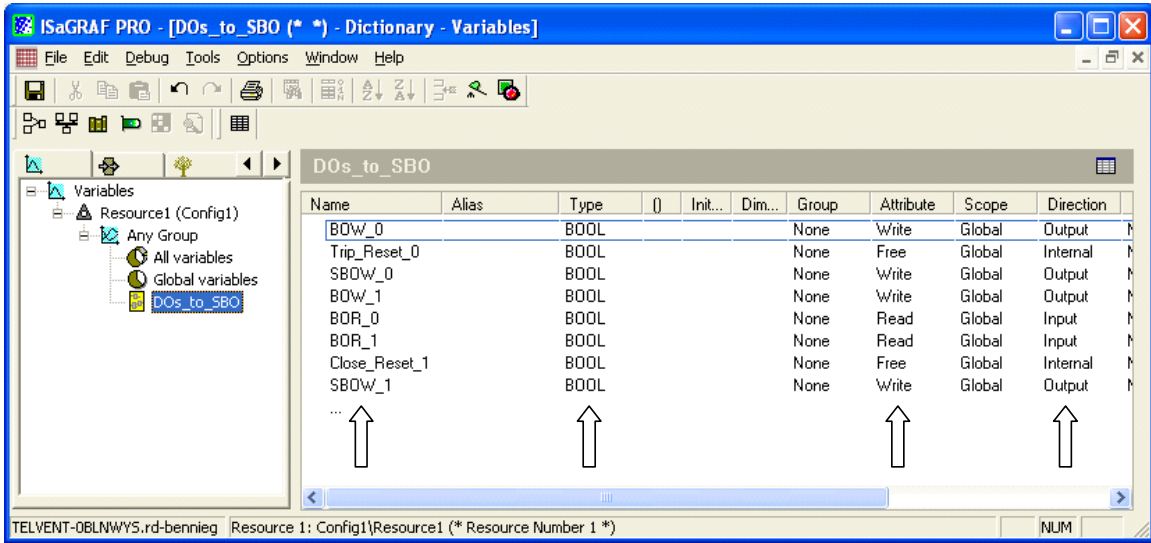 ISaGRAF PRO - [DOs_to_SBO (* *) - Dictionary - Variables]
File Edit Debug Tools Options Window Help
DOs_to_SBO
Variables
Resource1 (Config1)
Any Group
All variables
Global variables
DOs_to_SBO
Name Alias Type () Init... Dim... Group Attribute Scope Direction
BOW_0 BOOL None Write Global Output
Trip_Reset_0 BOOL None Free Global Internal
SBOW_0 BOOL None Write Global Output
BOW_1 BOOL None Write Global Output
BOR_0 BOOL None Read Global Input
BOR_1 BOOL None Read Global Input
Close_Reset_1 BOOL None Free Global Internal
SBOW_1 BOOL None Write Global Output
...
TELVENT-0BLNWYS.rd-bennieg Resource 1: Config1\Resource1 (* Resource Number 1 *) NUM